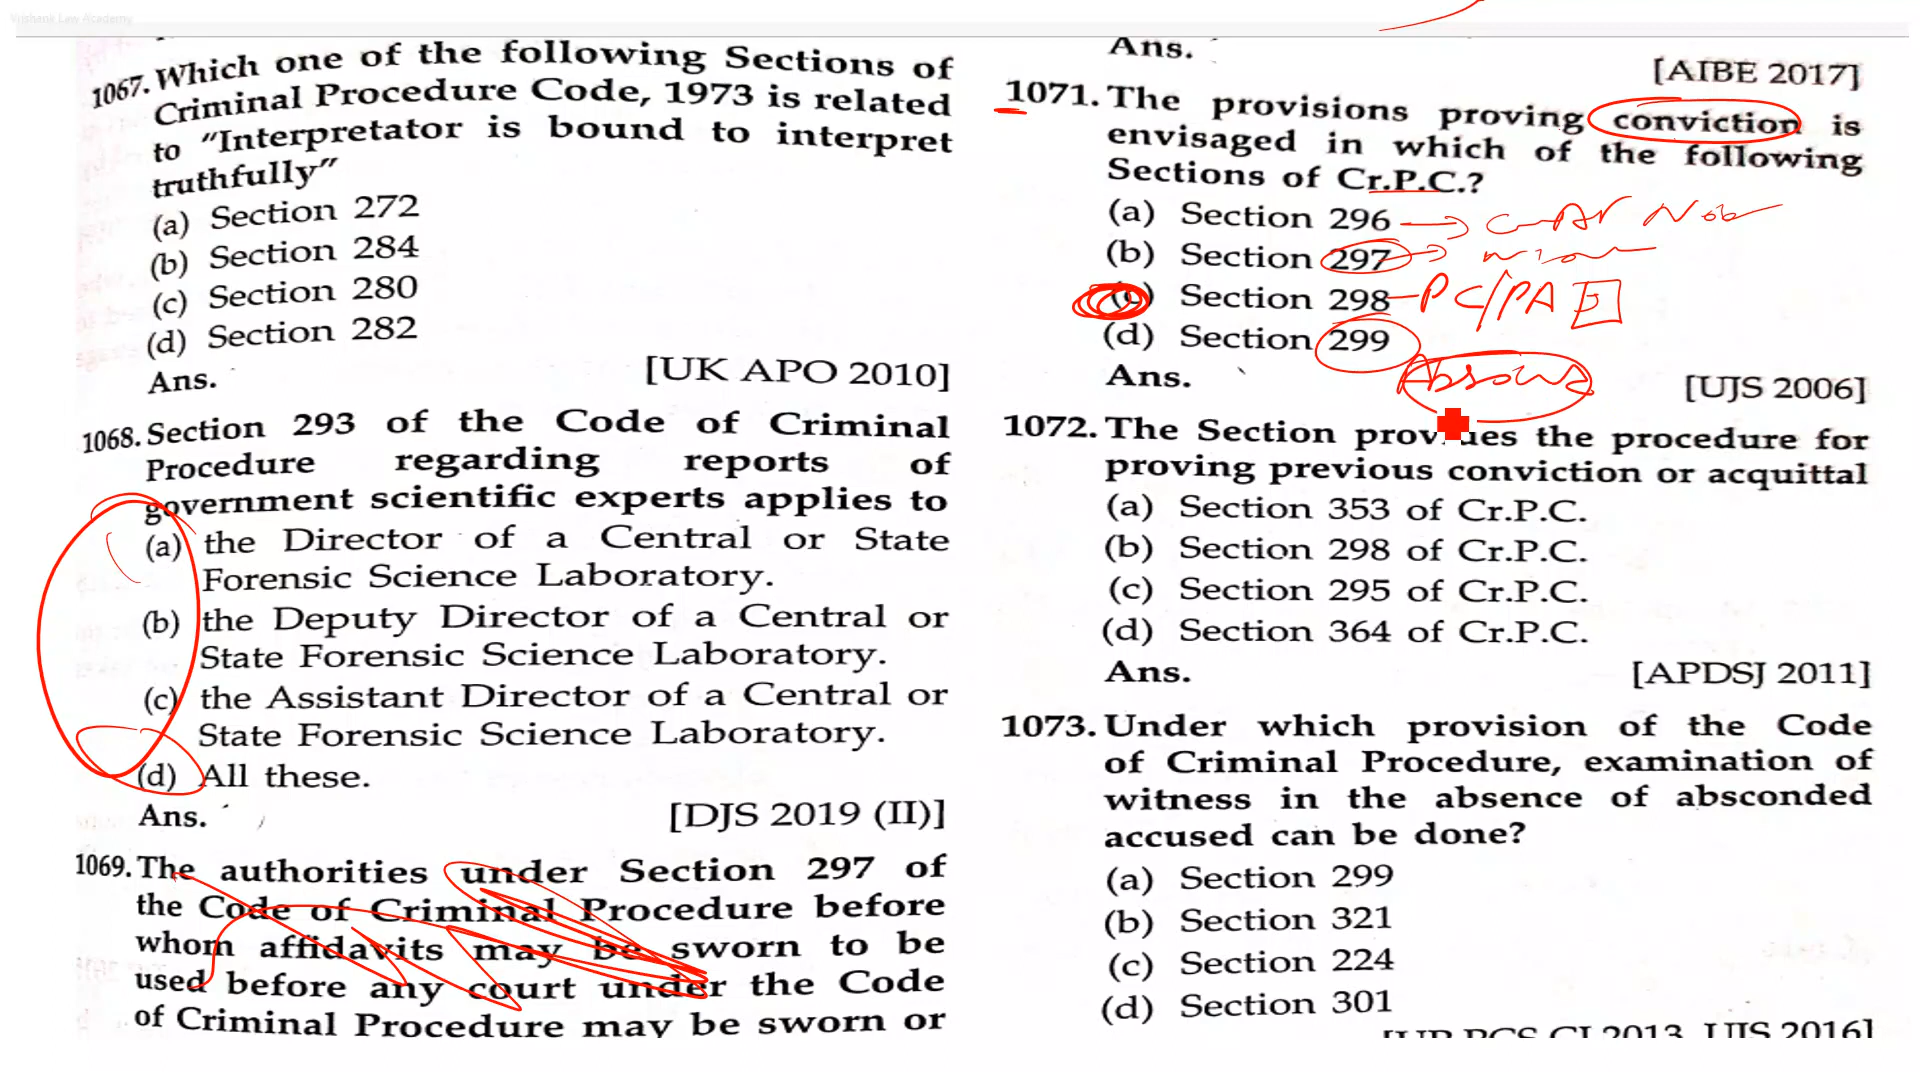 Vrishank Law Academy
1067. Which one of the following Sections of
Criminal Procedure Code, 1973 is related
to “Interpretator is bound to interpret
truthfully”
(a) Section 272
(b) Section 284
(c) Section 280
(d) Section 282
Ans. [UK APO 2010]
1068. Section 293 of the Code of Criminal
Procedure regarding reports of
government scientific experts applies to
(a) the Director of a Central or State
Forensic Science Laboratory.
(b) the Deputy Director of a Central or
State Forensic Science Laboratory.
(c) the Assistant Director of a Central or
State Forensic Science Laboratory.
(d) All these.
Ans. [DJS 2019 (II)]
1069. The authorities under Section 297 of
the Code of Criminal Procedure before
whom affidavits may be sworn to be
used before any court under the Code
of Criminal Procedure may be sworn or
Ans.
[AIBE 2017]
1071. The provisions proving conviction is
envisaged in which of the following
Sections of Cr.P.C.?
(a) Section 296
(b) Section 297
(c) Section 298 PC/PA E
(d) Section 299
Ans. [UJS 2006]
1072. The Section provides the procedure for
proving previous conviction or acquittal
(a) Section 353 of Cr.P.C.
(b) Section 298 of Cr.P.C.
(c) Section 295 of Cr.P.C.
(d) Section 364 of Cr.P.C.
Ans. [APDSJ 2011]
1073. Under which provision of the Code
of Criminal Procedure, examination of
witness in the absence of absconded
accused can be done?
(a) Section 299
(b) Section 321
(c) Section 224
(d) Section 301